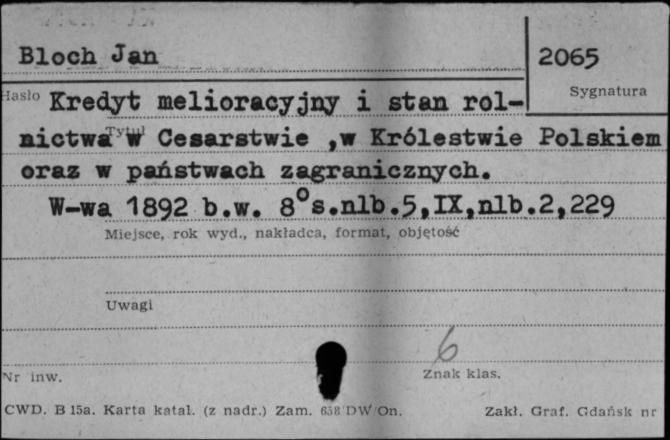 Bloch Jan
2065
Hasło
Sygnatura
Kredyt melioracyjny i stan rol-
nictwa w Cesarstwie ,w Królestwie Polskiem
Tytuł
oraz w państwach zagranicznych.
W-wa 1892 b.w. 8° s.nlb.5,IX,nlb.2,229
Miejsce, rok wyd., nakładca, format, objętość
Uwagi
6
Nr inw.
Znak klas.
CWD. B 15a. Karta katal. (z nadr.) Zam. 658/DW/On.
Zakł. Graf. Gdańsk nr